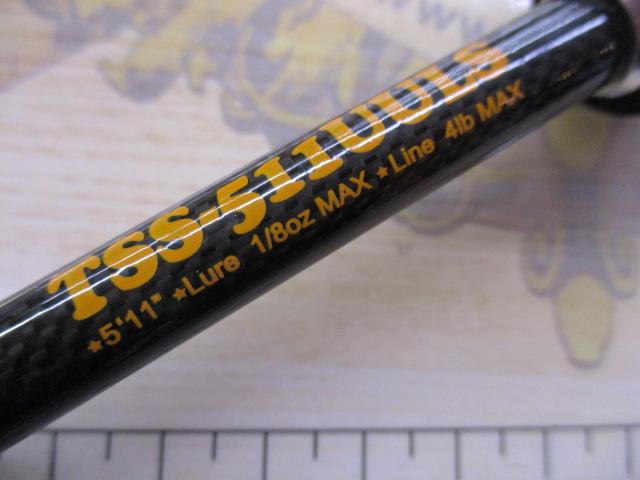 TSS-511UULS
★5'11" ★Lure 1/8oz MAX ★Line 4lb MAX